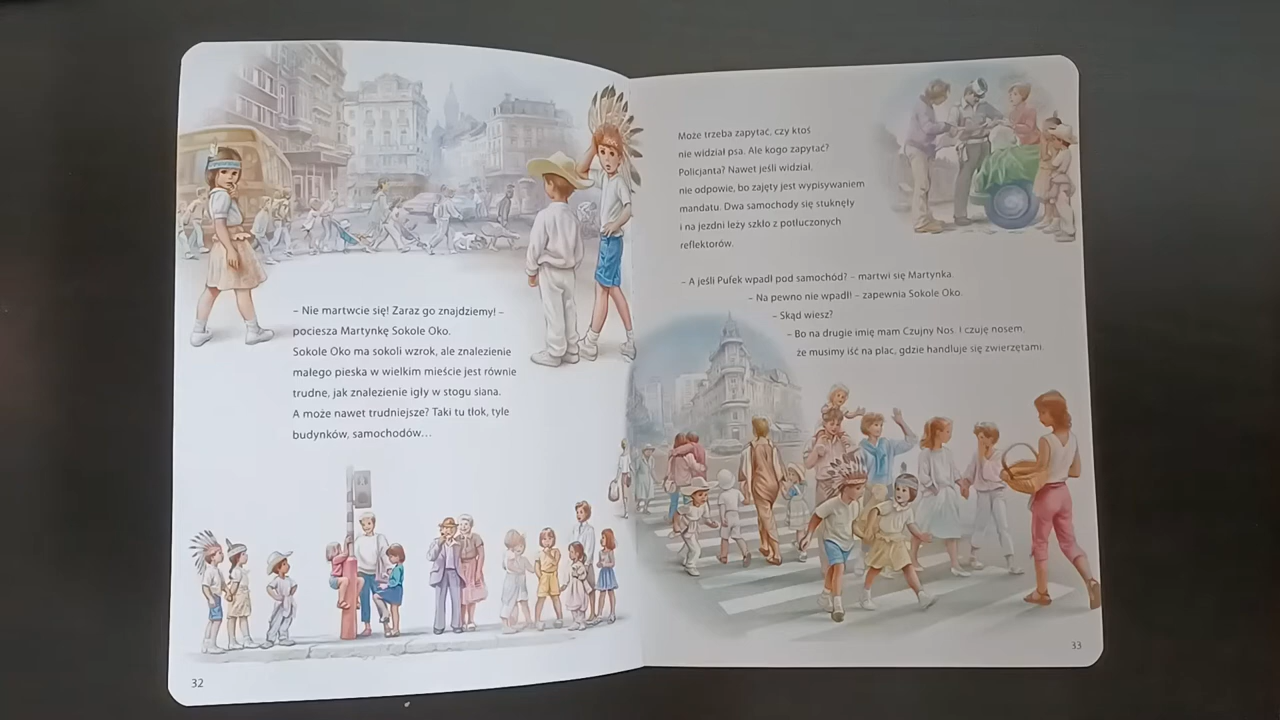 – Nie martwcie się! Zaraz go znajdziemy! –
pociesza Martynkę Sokole Oko.
Sokole Oko ma sokoli wzrok, ale znalezienie
małego pieska w wielkim mieście jest równie
trudne, jak znalezienie igły w stogu siana.
A może nawet trudniejsze? Taki tu tłok, tyle
budynków, samochodów…
32
Może trzeba zapytać, czy ktoś
nie widział psa. Ale kogo zapytać?
Policjanta? Nawet jeśli widział,
nie odpowie, bo zajęty jest wypisywaniem
mandatu. Dwa samochody się stuknęły
i na jezdni leży szkło z potłuczonych
reflektorów.
– A jeśli Pufek wpadł pod samochód? – martwi się Martynka.
– Na pewno nie wpadł! – zapewnia Sokole Oko.
– Skąd wiesz?
– Bo na drugie imię mam Czujny Nos. I czuję nosem,
że musimy iść na plac, gdzie handluje się zwierzętami.
33